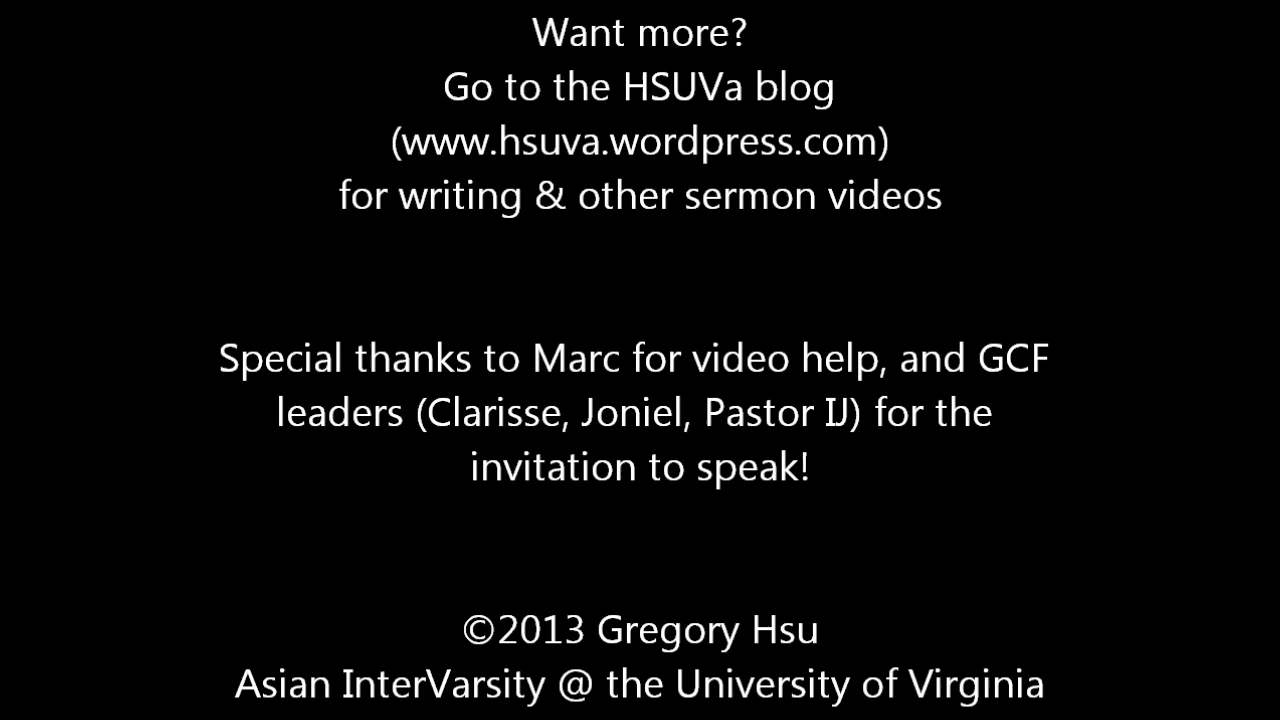 Want more?
Go to the HSUVa blog
(www.hsuva.wordpress.com)
for writing & other sermon videos
Special thanks to Marc for video help, and GCF
leaders (Clarisse, Joniel, Pastor IJ) for the
invitation to speak!
©2013 Gregory Hsu
Asian InterVarsity @ the University of Virginia